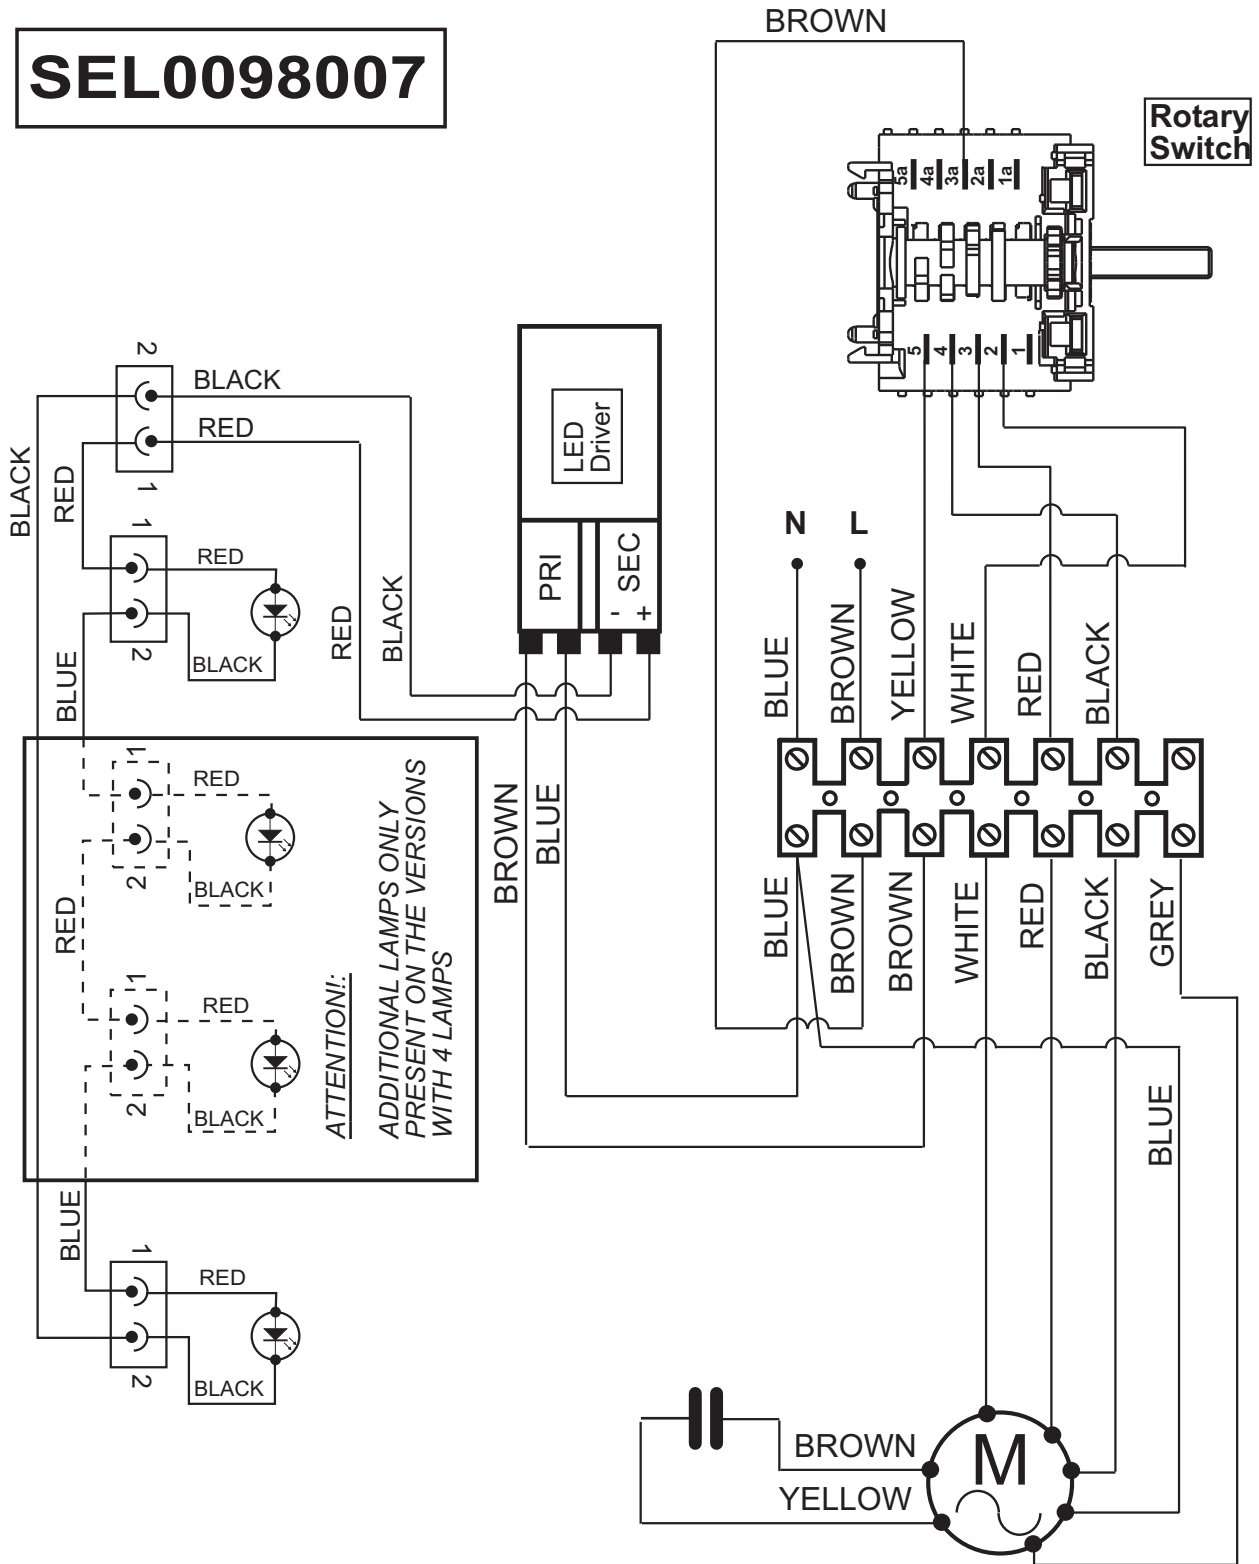 SEL0098007
BROWN
Rotary
Switch
5a
4a
3a
2a
1a
5
4
3
2
1
2
BLACK
RED
1
BLACK
RED
1
RED
BLACK
2
BLUE
LED
Driver
PRI
SEC
-
+
RED
BLACK
N
L
BLUE
BROWN
YELLOW
WHITE
RED
BLACK
1
RED
BLACK
2
RED
1
RED
BLACK
2
ATTENTION!:
ADDITIONAL LAMPS ONLY
PRESENT ON THE VERSIONS
WITH 4 LAMPS
BROWN
BLUE
BLUE
BROWN
BROWN
WHITE
RED
BLACK
GREY
BLUE
BLUE
1
RED
BLACK
2
BROWN
YELLOW
M